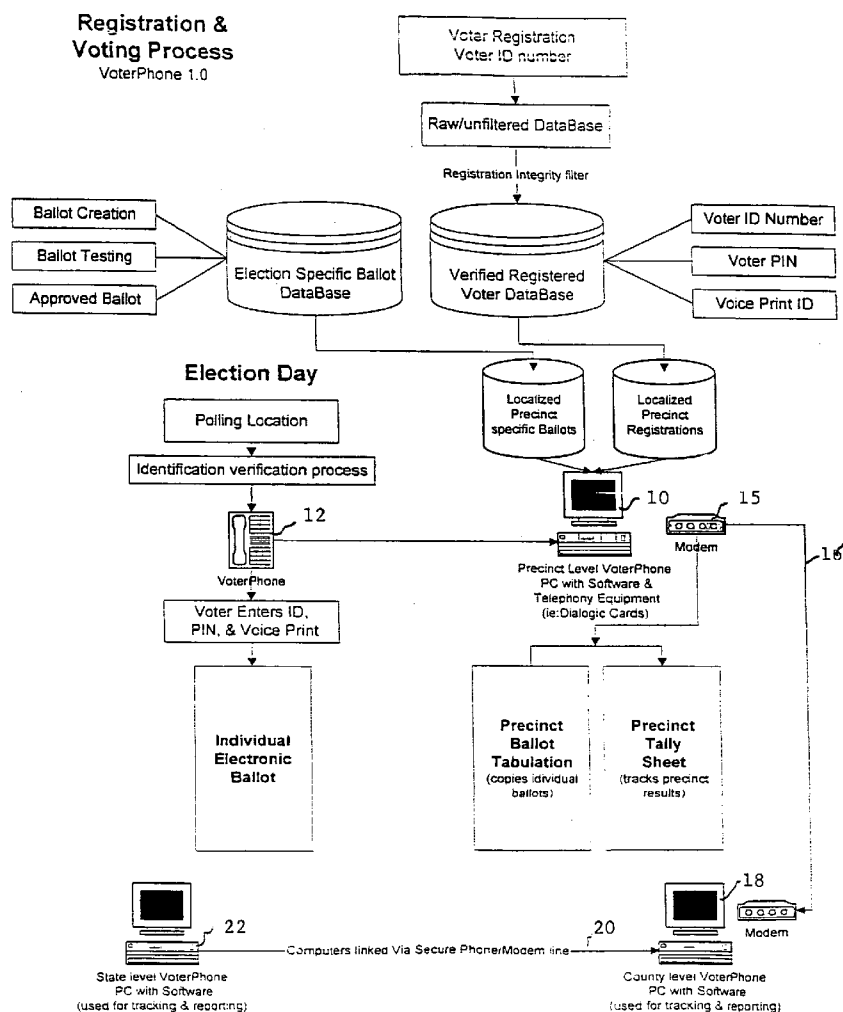 Registration &
Voting Process
VoterPhone 1.0
Voter Registration
Voter ID number
Raw/unfiltered DataBase
Registration Integrity filter
Ballot Creation
Ballot Testing
Approved Ballot
Election Specific Ballot
DataBase
Verified Registered
Voter DataBase
Voter ID Number
Voter PIN
Voice Print ID
Election Day
Polling Location
Identification verification process
12
VoterPhone
Voter Enters ID,
PIN, & Voice Print
Individual
Electronic
Ballot
Localized
Precinct
specific Ballots
Localized
Precinct
Registrations
10
15
Modem
16
Precinct Level VoterPhone
PC with Software &
Telephony Equipment
(ie:Dialogic Cards)
Precinct
Ballot
Tabulation
(copies idividual
ballots)
Precinct
Tally
Sheet
(tracks precinct
results)
22
State level VoterPhone
PC with Software
(used for tracking & reporting)
Computers linked Via Secure Phone/Modem line
20
18
Modem
County level VoterPhone
PC with Software
(used for tracking & reporting)